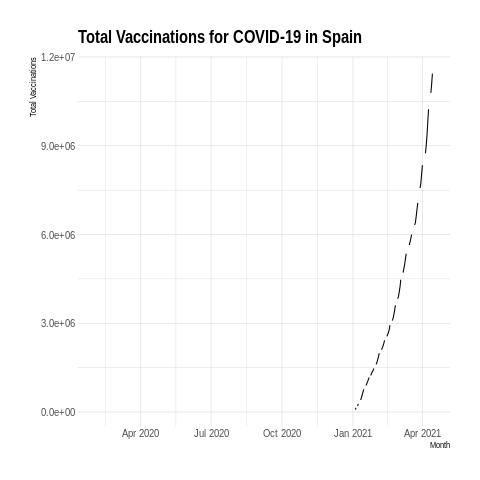 Total Vaccinations for COVID-19 in Spain
Total Vaccinations
1.2e+07
9.0e+06
6.0e+06
3.0e+06
0.0e+00
Apr 2020 Jul 2020 Oct 2020 Jan 2021 Apr 2021
Month